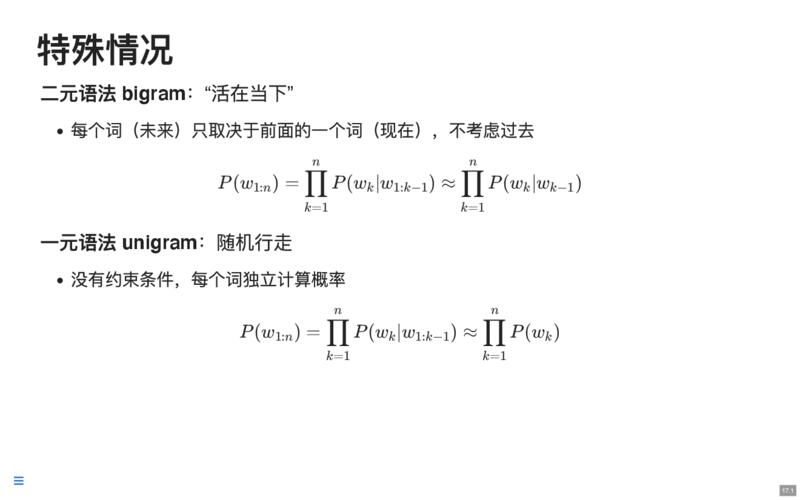 特殊情况
二元语法 bigram：“活在当下”
• 每个词（未来）只取决于前面的一个词（现在），不考虑过去
$P(w_{1:n}) = \prod_{k=1}^{n} P(w_k|w_{1:k-1}) \approx \prod_{k=1}^{n} P(w_k|w_{k-1})$
一元语法 unigram：随机行走
• 没有约束条件，每个词独立计算概率
$P(w_{1:n}) = \prod_{k=1}^{n} P(w_k|w_{1:k-1}) \approx \prod_{k=1}^{n} P(w_k)$
17.1